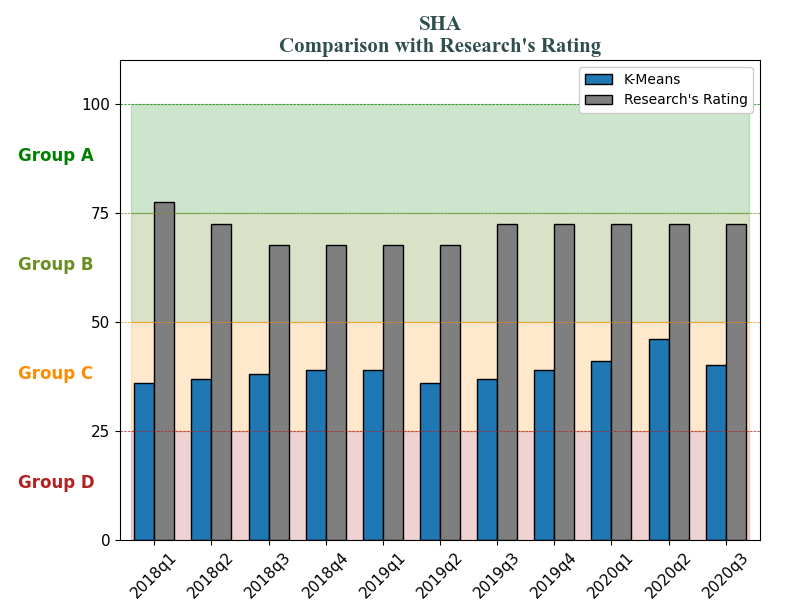 SHA
Comparison with Research's Rating
K-Means
Research's Rating
100
Group A
75
Group B
50
Group C
25
Group D
0
2018q1
2018q2
2018q3
2018q4
2019q1
2019q2
2019q3
2019q4
2020q1
2020q2
2020q3